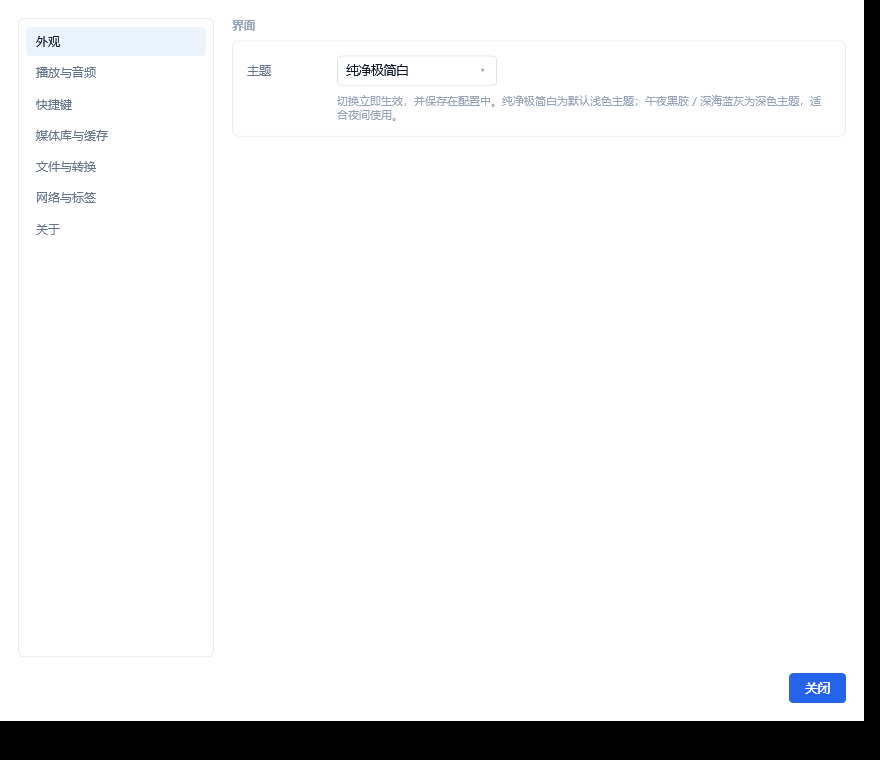 外观
播放与音频
快捷键
媒体库与缓存
文件与转换
网络与标签
关于
界面
主题
纯净极简白
切换立即生效，并保存在配置中。纯净极简白为默认浅色主题；午夜黑胶 / 深海蓝灰为深色主题，适
合夜间使用。
关闭